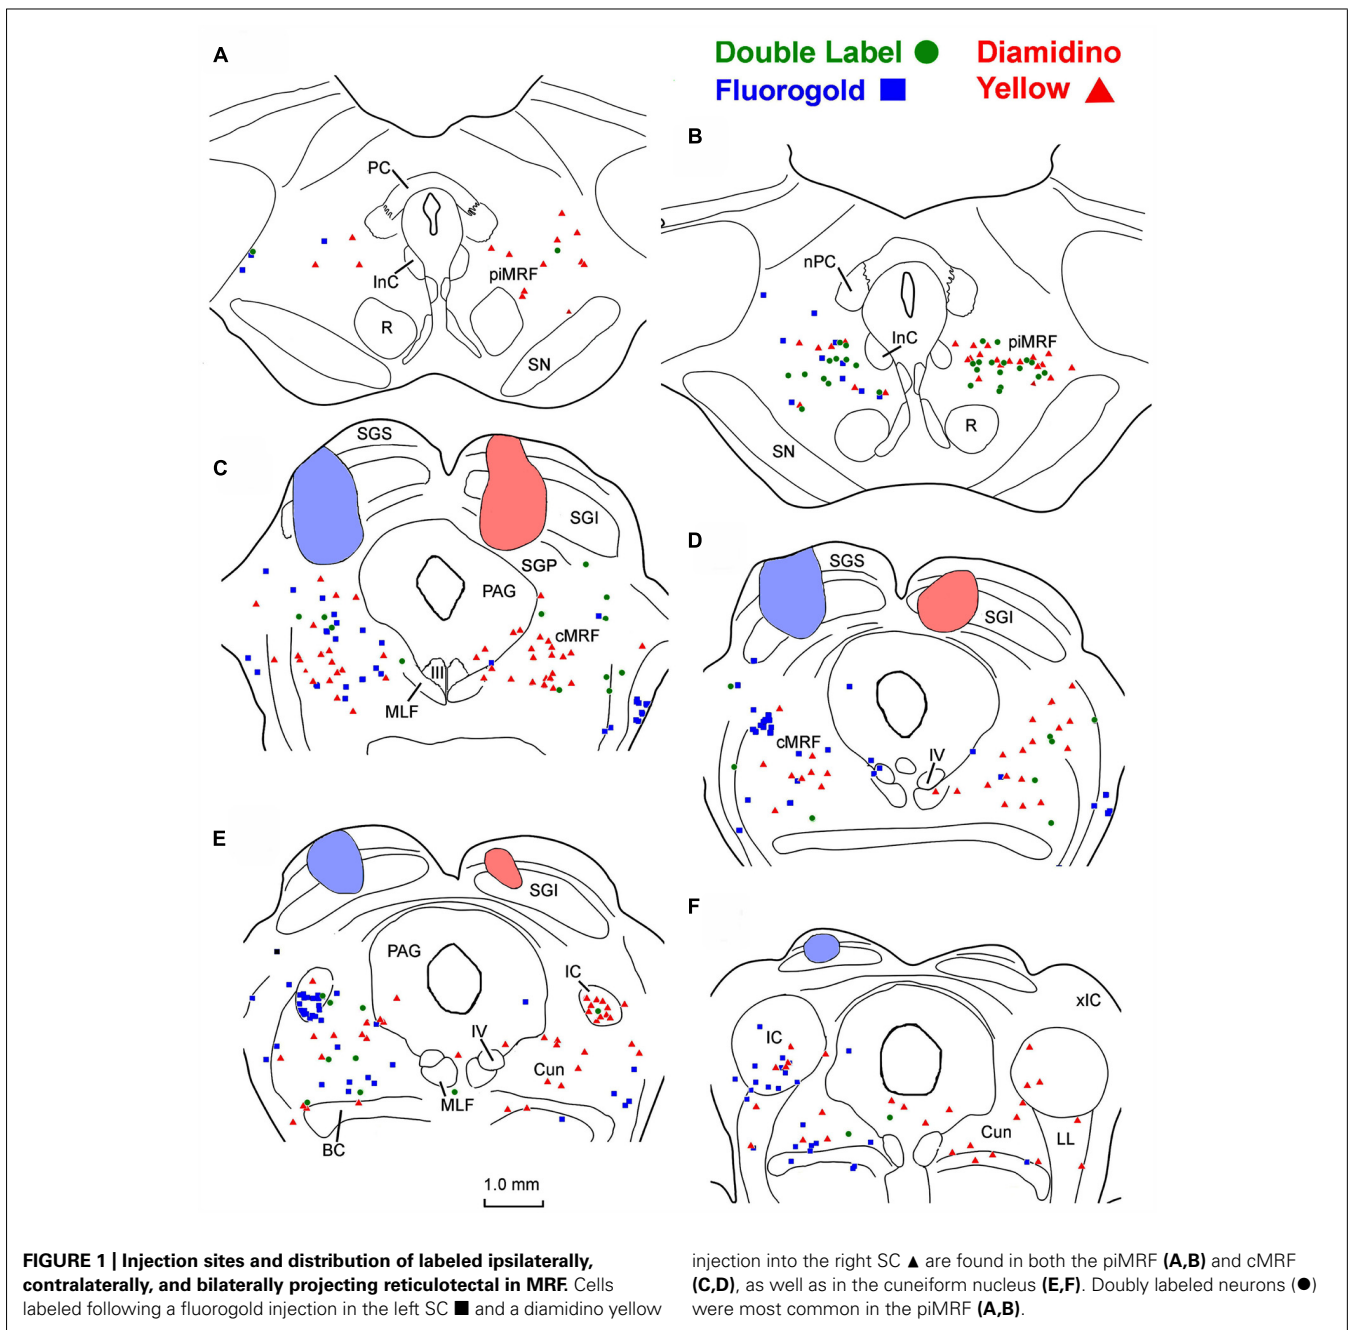 A
Double Label
Diamidino
Fluorogold
Yellow
B
PC
InC
piMRF
R
SN
nPC
InC
piMRF
R
SN
C
SGS
SGI
SGP
PAG
cMRF
III
MLF
D
SGS
SGI
cMRF
IV
E
SGI
PAG
IC
IV
Cun
MLF
BC
F
xIC
IC
Cun
LL
1.0 mm
FIGURE 1 | Injection sites and distribution of labeled ipsilaterally,
contralaterally, and bilaterally projecting reticulotectal in MRF. Cells
labeled following a fluorogold injection in the left SC ■ and a diamidino yellow
injection into the right SC ▲ are found in both the piMRF (A,B) and cMRF
(C,D), as well as in the cuneiform nucleus (E,F). Doubly labeled neurons (●)
were most common in the piMRF (A,B).